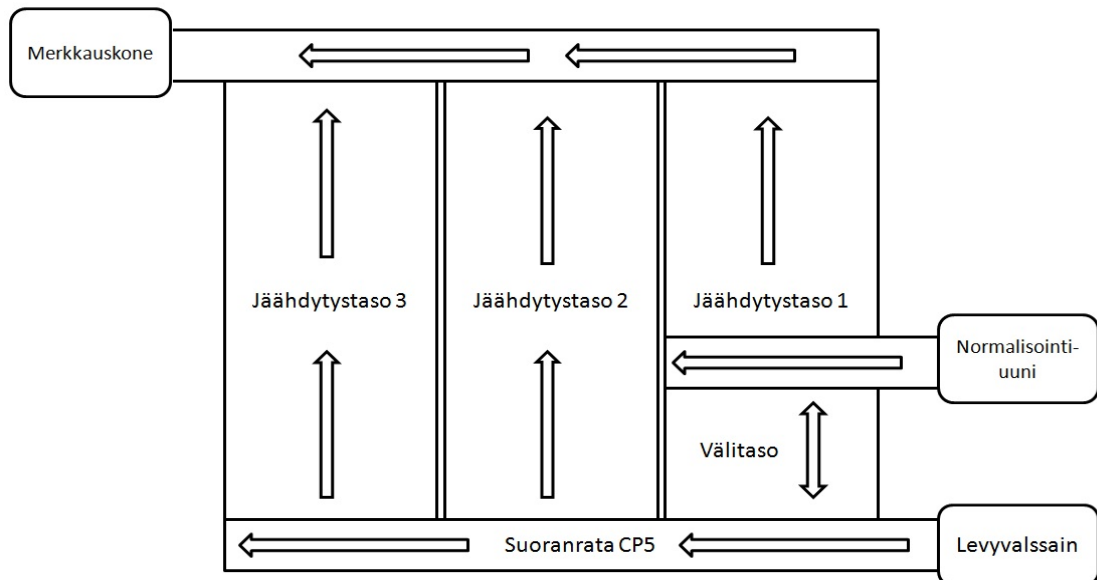 Merkkauskone
Jäähdytystaso 3
Jäähdytystaso 2
Jäähdytystaso 1
Normalisointi-
uuni
Välitaso
Suoranrata CP5
Levyvalssain